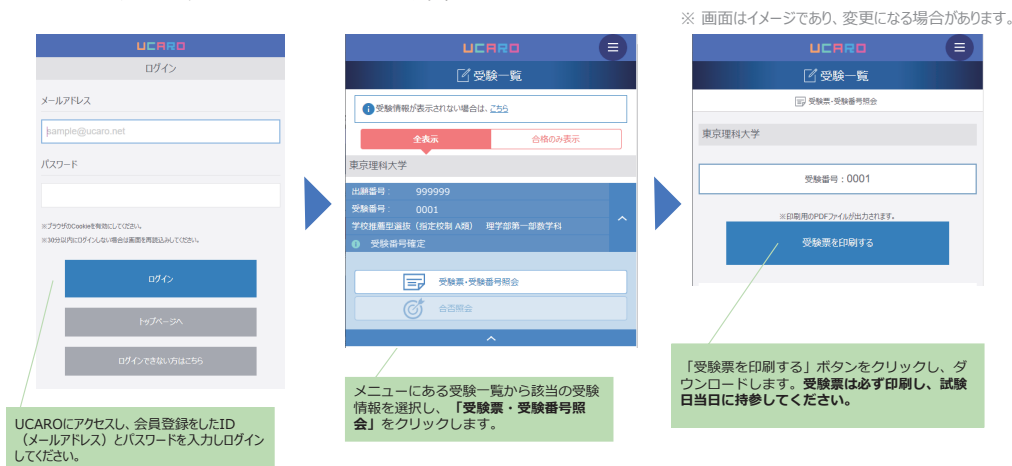 ※ 画面はイメージであり、変更になる場合があります。
UCARO
ログイン
メールアドレス
sample@ucaro.net
パスワード
※ブラウザのCookieを有効にしてください。
※30分以内にログインしない場合は画面を再読込みしてください。
ログイン
トップページへ
ログインできない方はこちら
UCAROにアクセスし、会員登録をしたID
（メールアドレス）とパスワードを入力しログイン
してください。
UCARO
受験一覧
受験情報が表示されない場合は、こちら
全表示
合格のみ表示
東京理科大学
出願番号： 999999
受験番号： 0001
学校推薦型選抜（指定校制 A類） 理学部第一部数学科
受験番号確定
受験票・受験番号照会
合否照会
メニューにある受験一覧から該当の受験
情報を選択し、「受験票・受験番号照
会」をクリックします。
UCARO
受験一覧
受験票・受験番号照会
東京理科大学
受験番号：0001
※印刷用のPDFファイルが出力されます。
受験票を印刷する
「受験票を印刷する」ボタンをクリックし、ダ
ウンロードします。受験票は必ず印刷し、試験
日当日に持参してください。